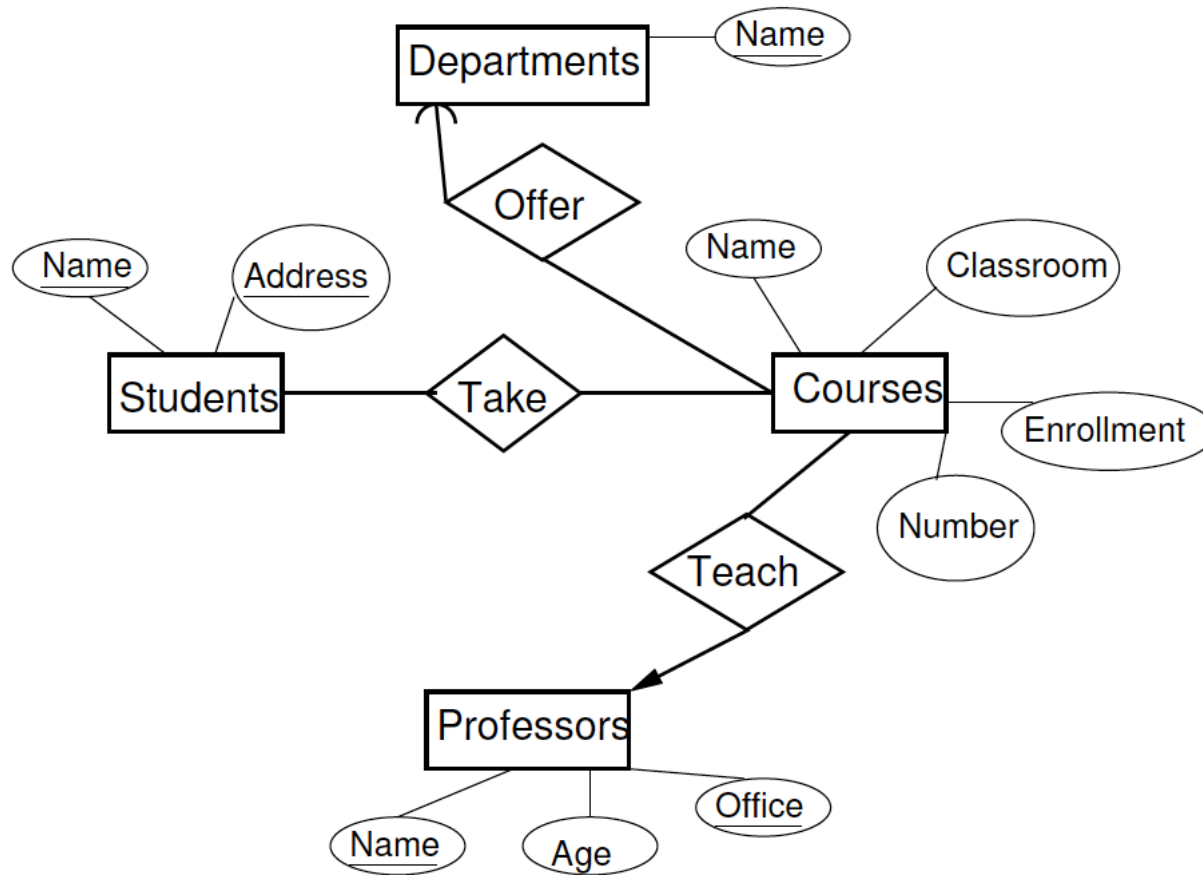 Name
Departments
Offer
Name
Classroom
Name
Address
Students
Take
Courses
Enrollment
Number
Teach
Professors
Office
Name
Age